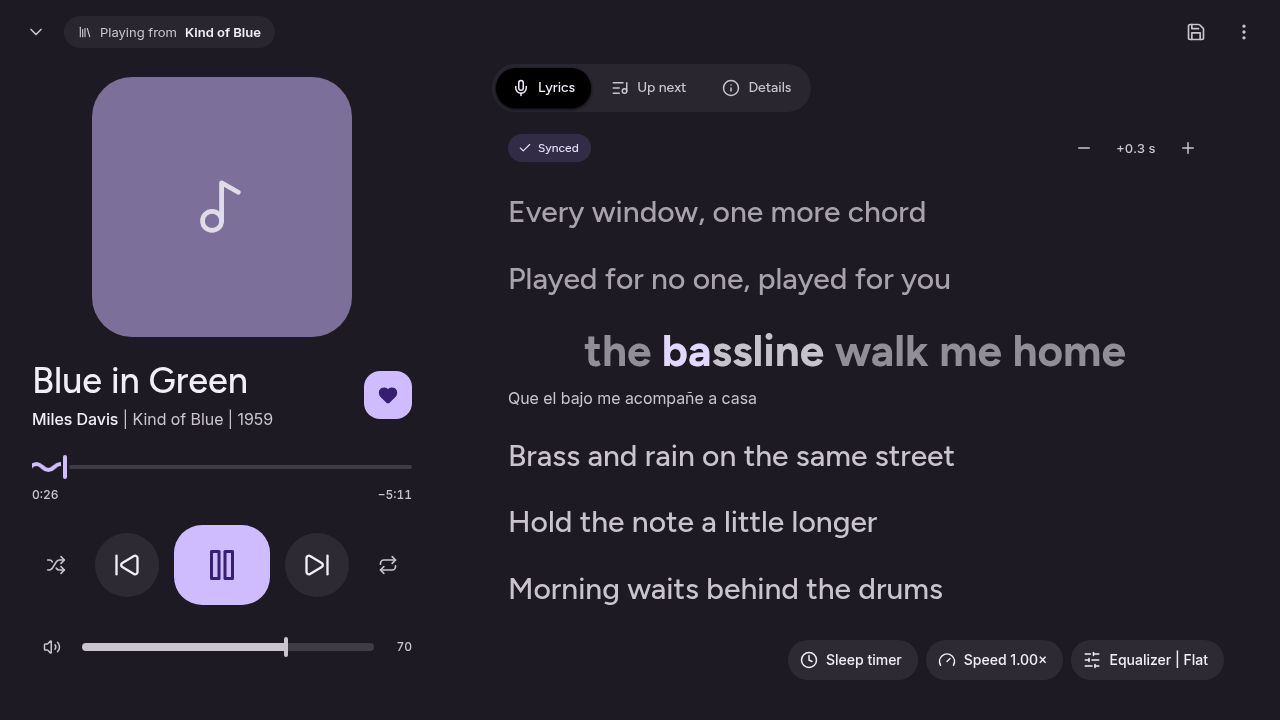 Playing from Kind of Blue
Blue in Green
Miles Davis | Kind of Blue | 1959
0:26 −5:11
70
Lyrics Up next Details
Synced +0.3 s
Every window, one more chord
Played for no one, played for you
the bassline walk me home
Que el bajo me acompañe a casa
Brass and rain on the same street
Hold the note a little longer
Morning waits behind the drums
Sleep timer Speed 1.00× Equalizer | Flat